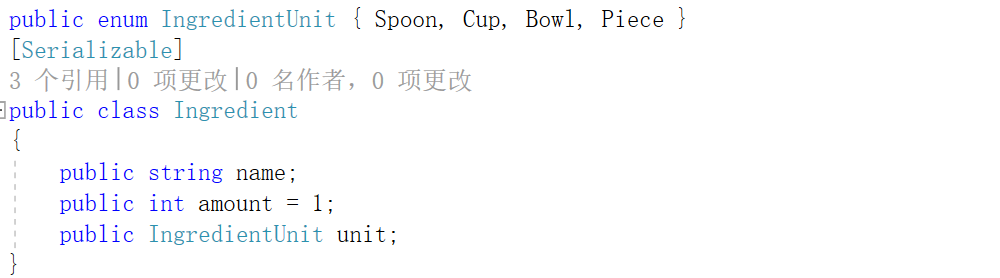 public enum IngredientUnit { Spoon, Cup, Bowl, Piece }
[Serializable]
3 个引用|0 项更改|0 名作者，0 项更改
public class Ingredient
{
    public string name;
    public int amount = 1;
    public IngredientUnit unit;
}